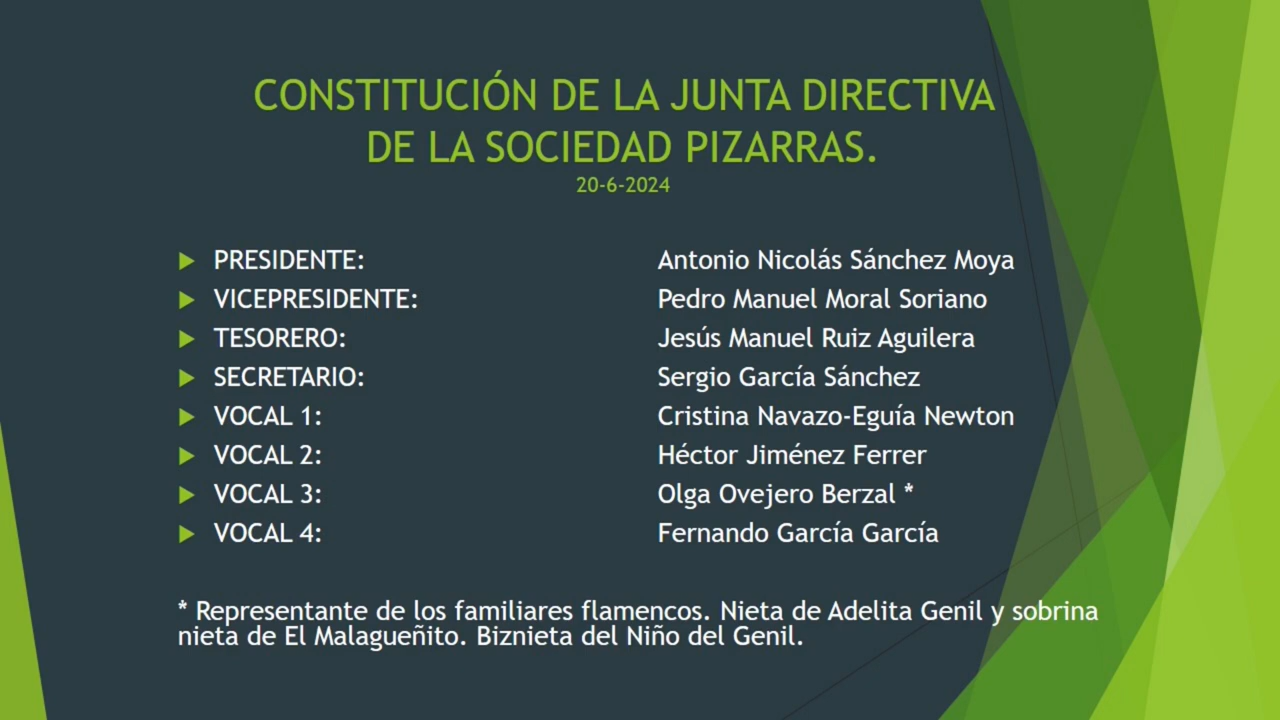 CONSTITUCIÓN DE LA JUNTA DIRECTIVA
DE LA SOCIEDAD PIZARRAS.
20-6-2024
PRESIDENTE: Antonio Nicolás Sánchez Moya
VICEPRESIDENTE: Pedro Manuel Moral Soriano
TESORERO: Jesús Manuel Ruiz Aguilera
SECRETARIO: Sergio García Sánchez
VOCAL 1: Cristina Navazo-Eguía Newton
VOCAL 2: Héctor Jiménez Ferrer
VOCAL 3: Olga Ovejero Berzal *
VOCAL 4: Fernando García García
* Representante de los familiares flamencos. Nieta de Adelita Genil y sobrina
nieta de El Malagueñito. Biznieta del Niño del Genil.